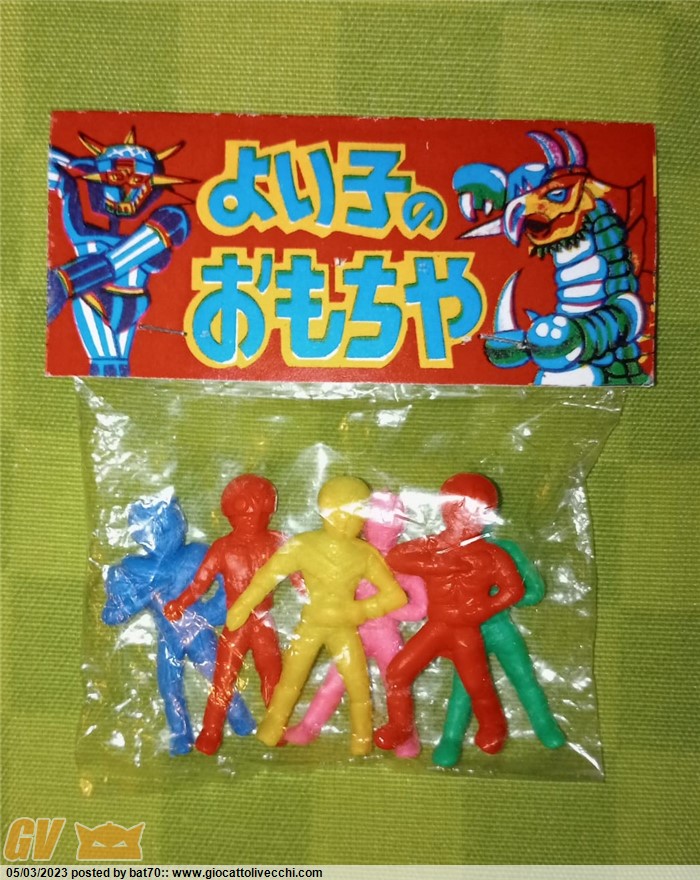 よい子の
おもちゃ
GV
05/03/2023 posted by bat70:: www.giocattolivecchi.com